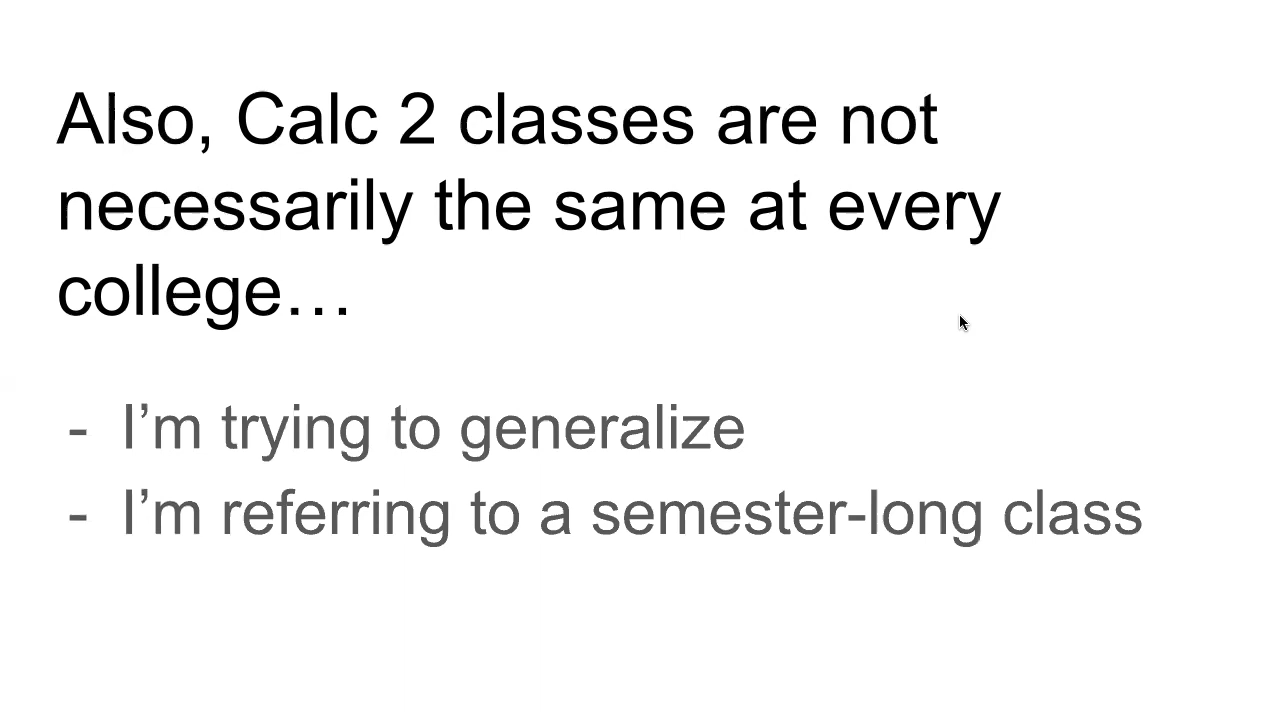 Also, Calc 2 classes are not
necessarily the same at every
college…
- I’m trying to generalize
- I’m referring to a semester-long class